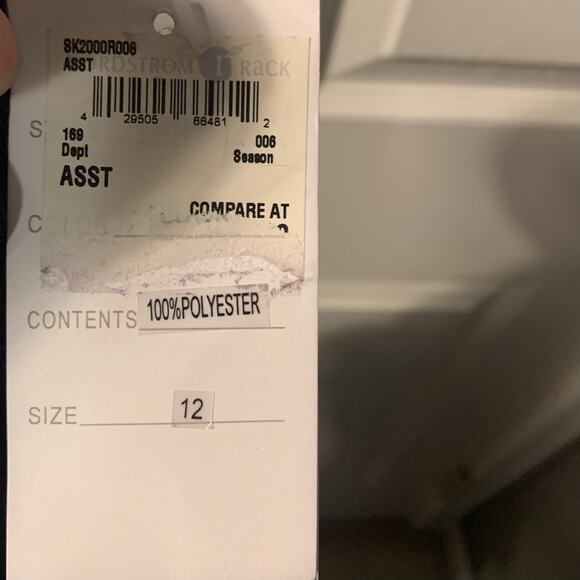 SK2000R006
ASST
RDSTROM RACK
4 29505 66481 2
169 006
Dept Season
ASST
COMPARE AT
COLOR
CONTENTS 100%POLYESTER
SIZE 12